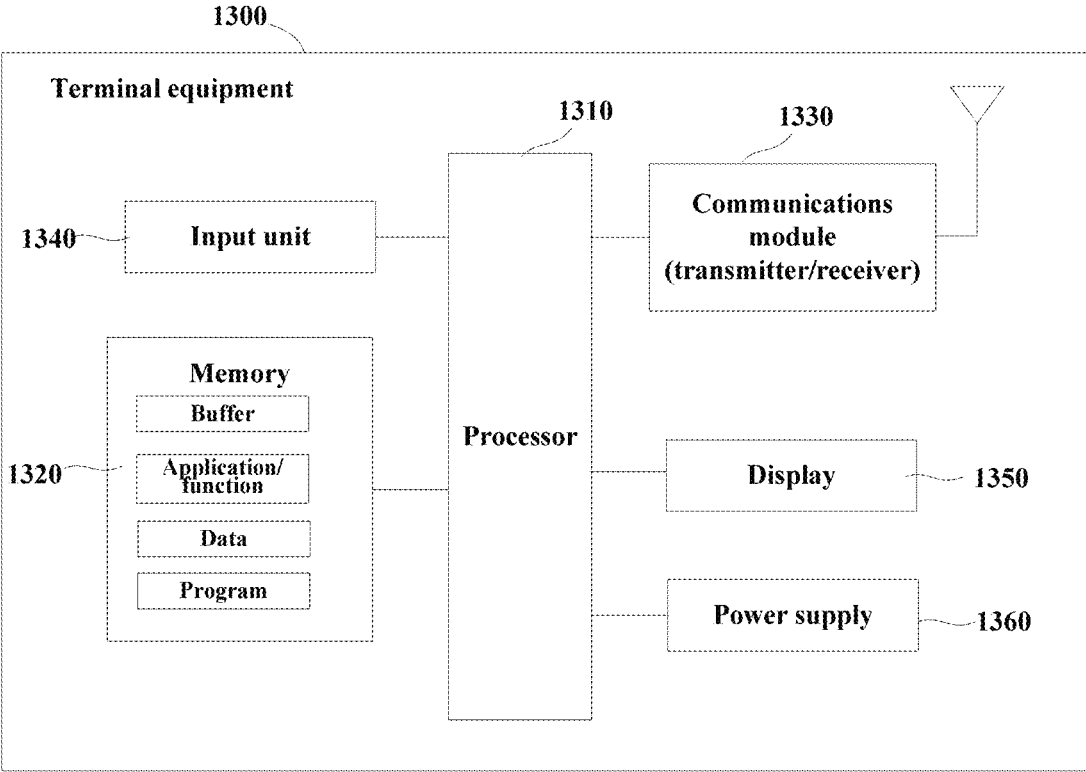 1300
Terminal equipment
1310
1330
Communications
module
(transmitter/receiver)
1340
Input unit
Memory
Buffer
Application/
function
Data
Program
1320
Processor
Display
1350
Power supply
1360